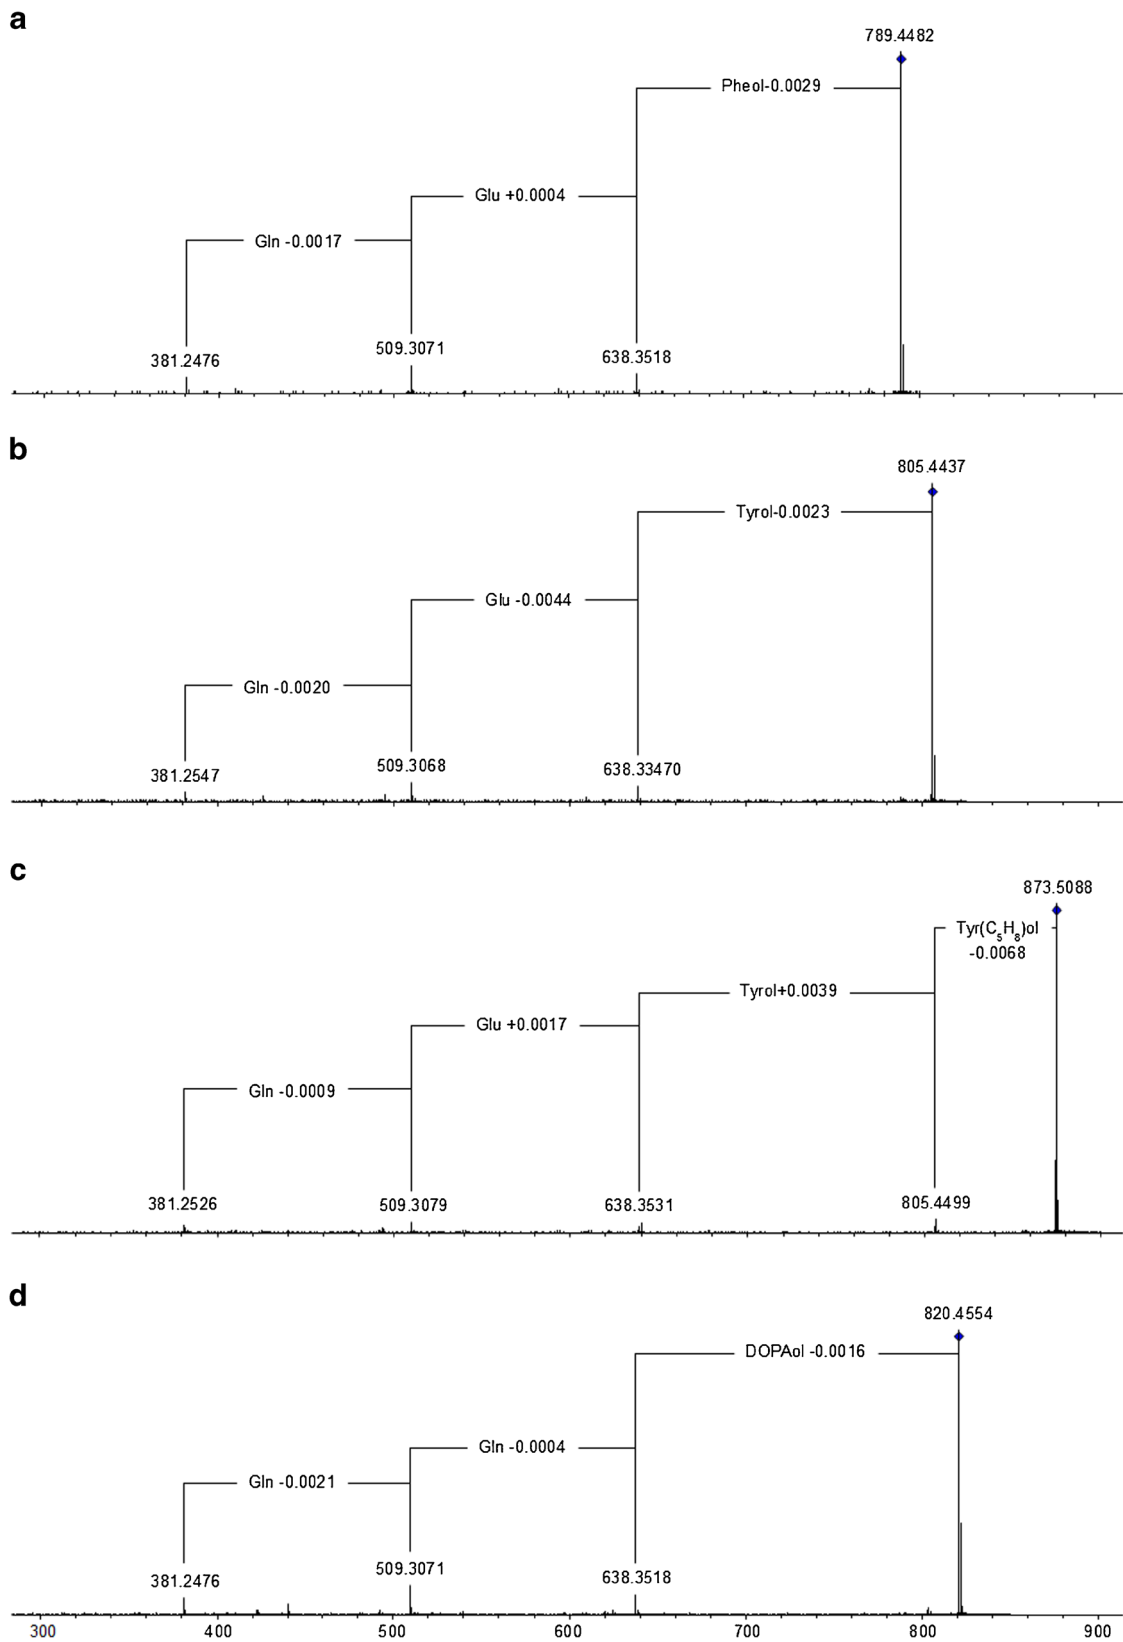 a
789.4482
Pheol-0.0029
Glu +0.0004
Gln -0.0017
381.2476
509.3071
638.3518
b
805.4437
Tyrol-0.0023
Glu -0.0044
Gln -0.0020
381.2547
509.3068
638.33470
c
873.5088
Tyr(C5H8)ol
-0.0068
Tyrol+0.0039
Glu +0.0017
Gln -0.0009
381.2526
509.3079
638.3531
805.4499
d
820.4554
DOPAol -0.0016
Gln -0.0004
Gln -0.0021
381.2476
509.3071
638.3518
300 400 500 600 700 800 900